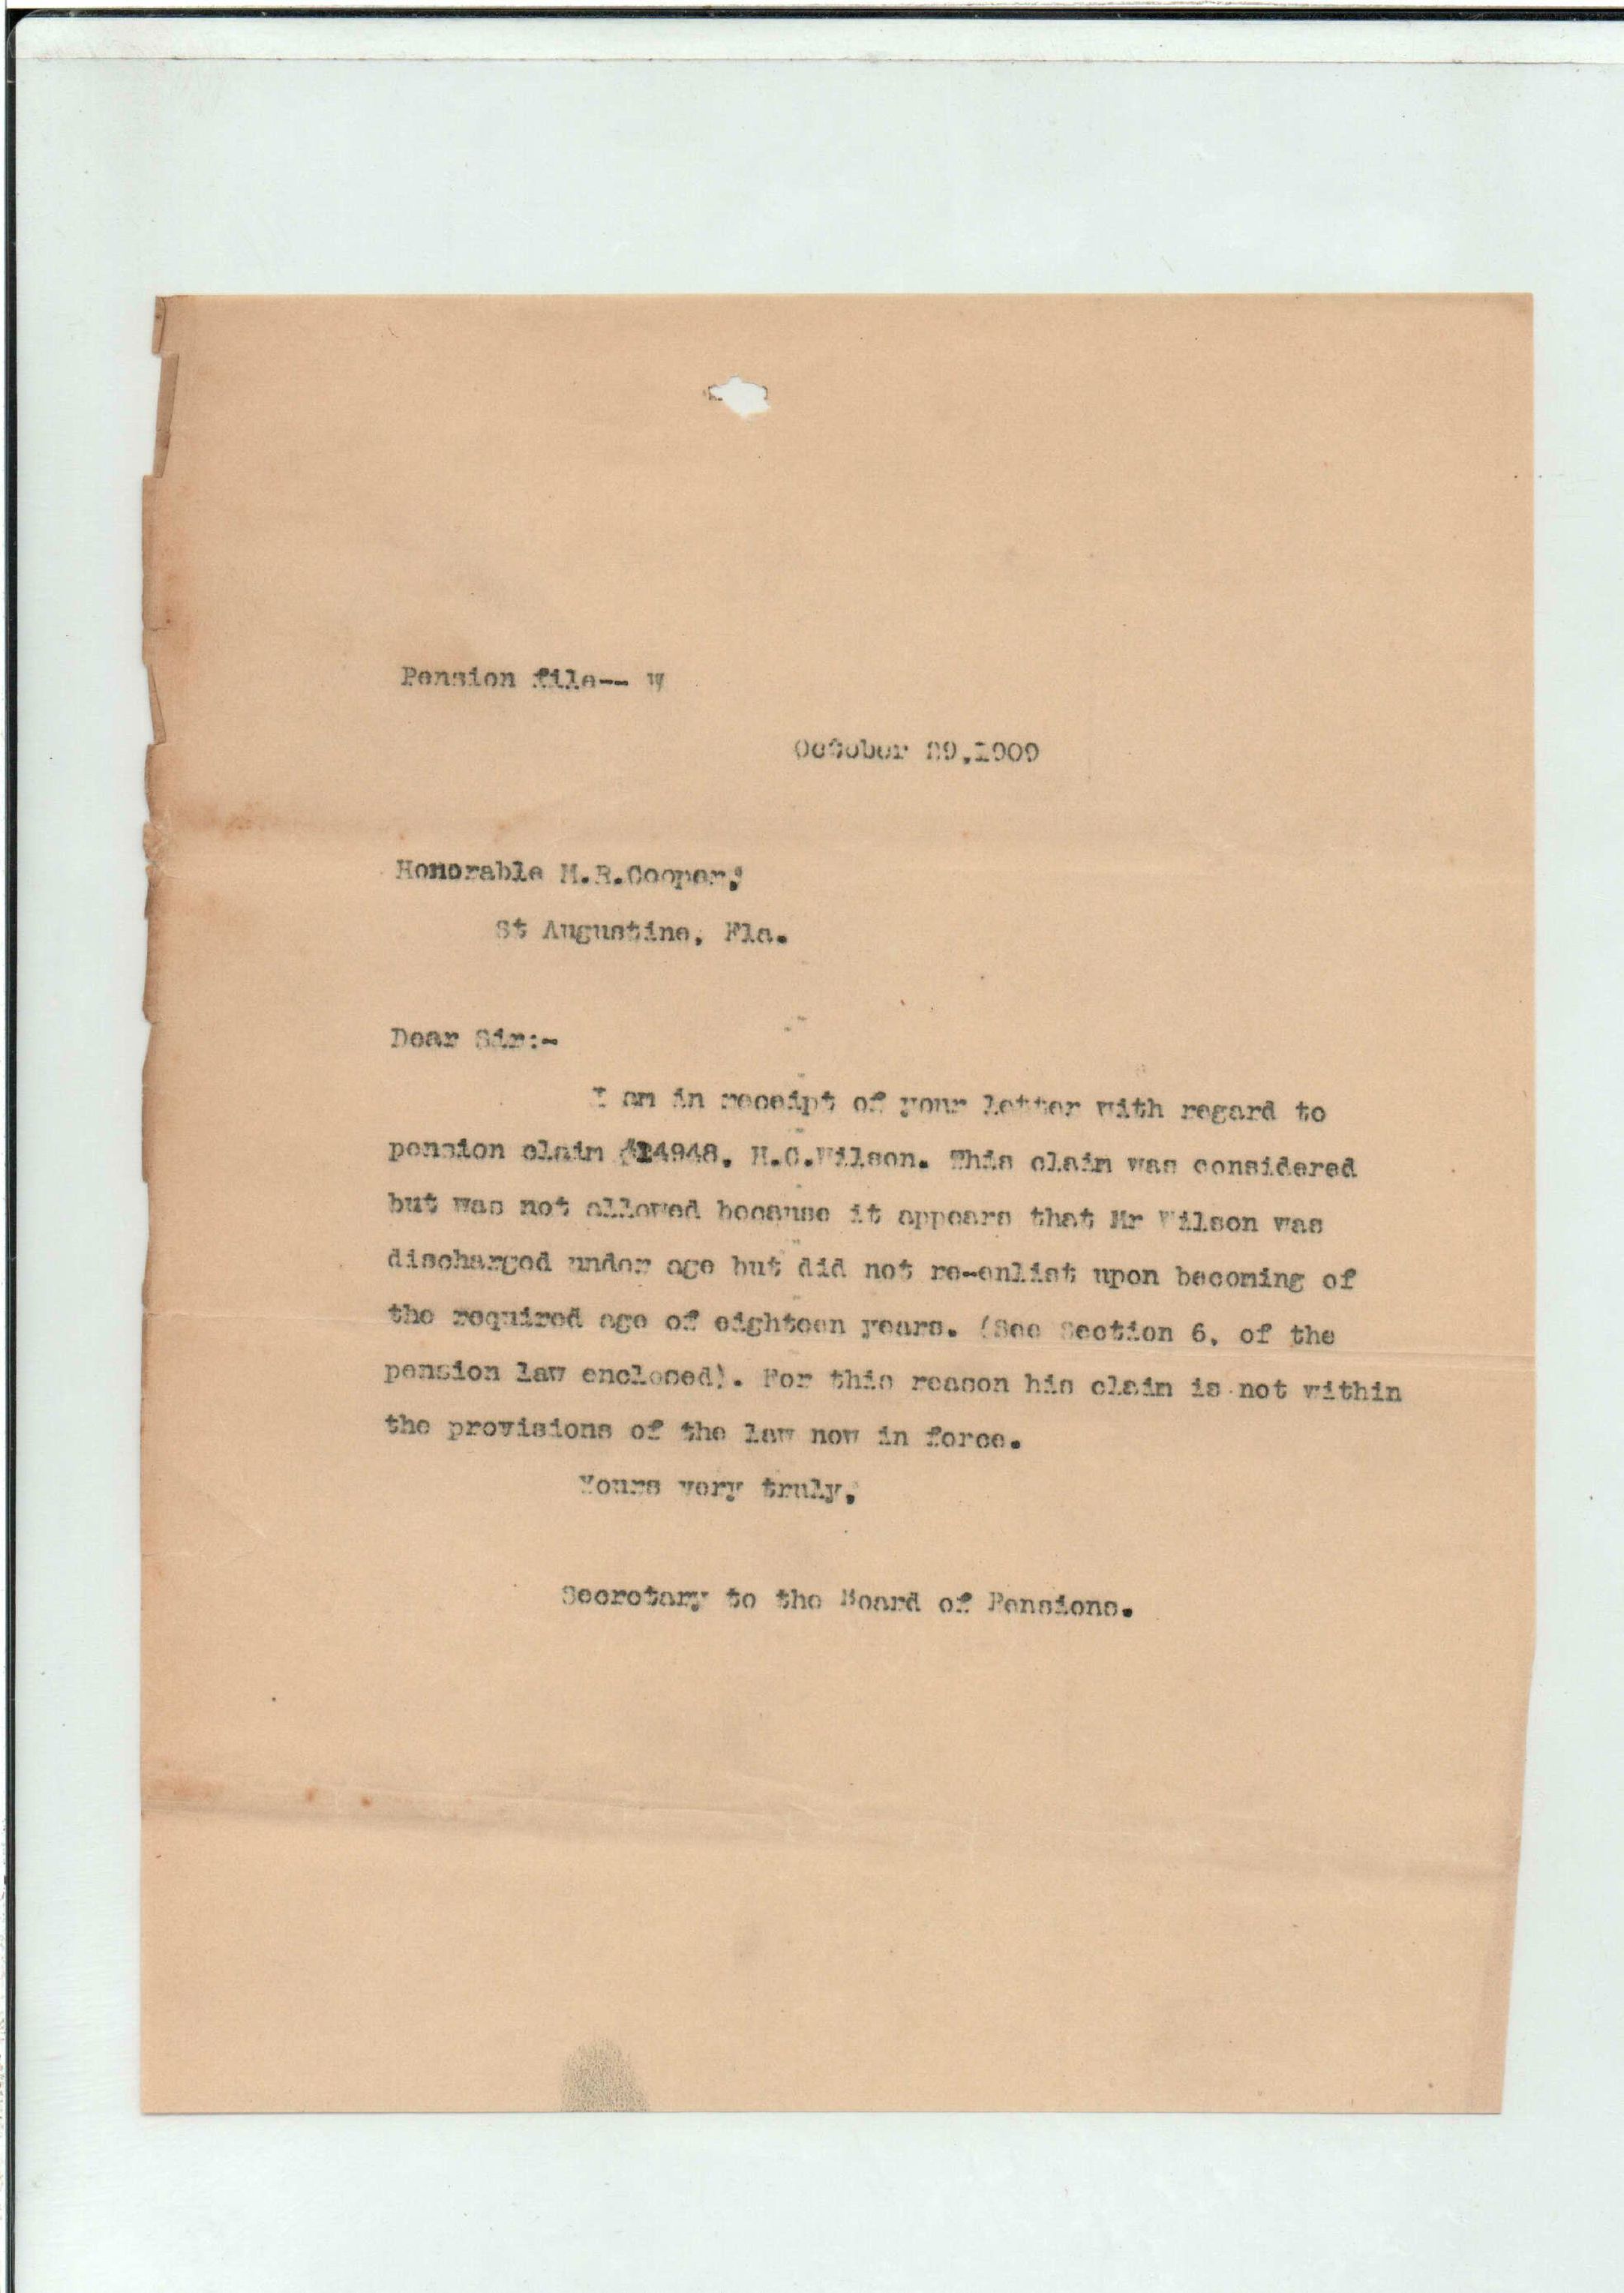 Pension file-- W
October 29,1909
Honorable M.R.Cooper,
St Augustine, Fla.
Dear Sir:-
I am in receipt of your letter with regard to
pension claim #14948, H.C.Wilson. This claim was considered
but was not allowed because it appears that Mr Wilson was
discharged under age but did not re-enlist upon becoming of
the required age of eighteen years. (See Section 6, of the
pension law enclosed). For this reason his claim is not within
the provisions of the law now in force.
Yours very truly,
Secretary to the Board of Pensions.